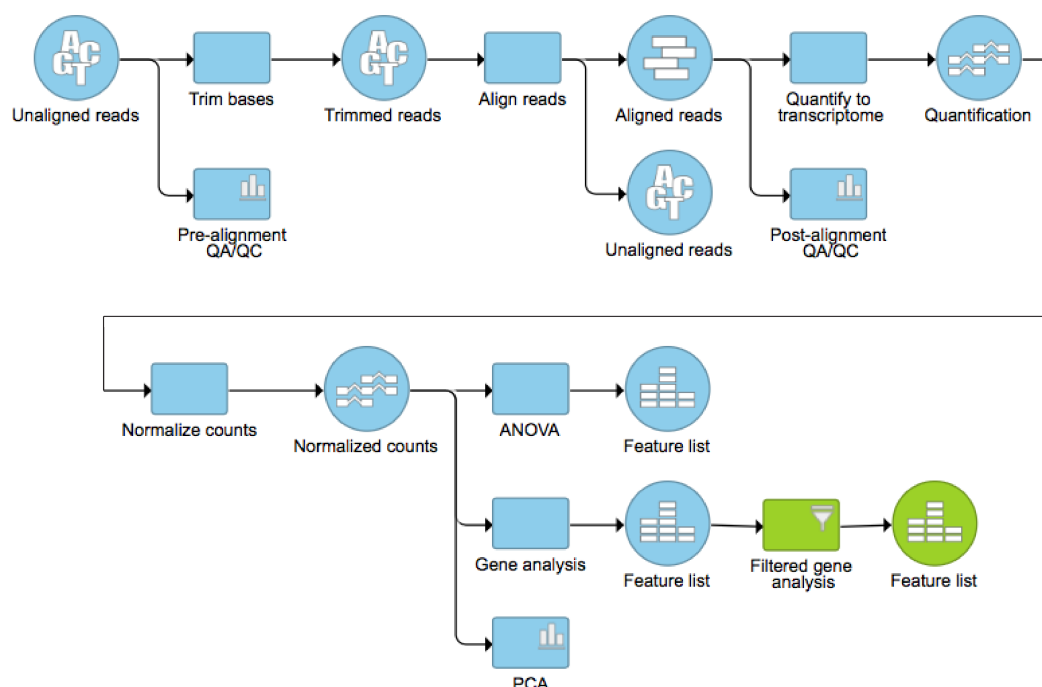 Unaligned reads
Trim bases
Trimmed reads
Align reads
Aligned reads
Quantify to
transcriptome
Quantification
Pre-alignment
QA/QC
Unaligned reads
Post-alignment
QA/QC
Normalize counts
Normalized counts
ANOVA
Feature list
Gene analysis
Feature list
Filtered gene
analysis
Feature list
PCA